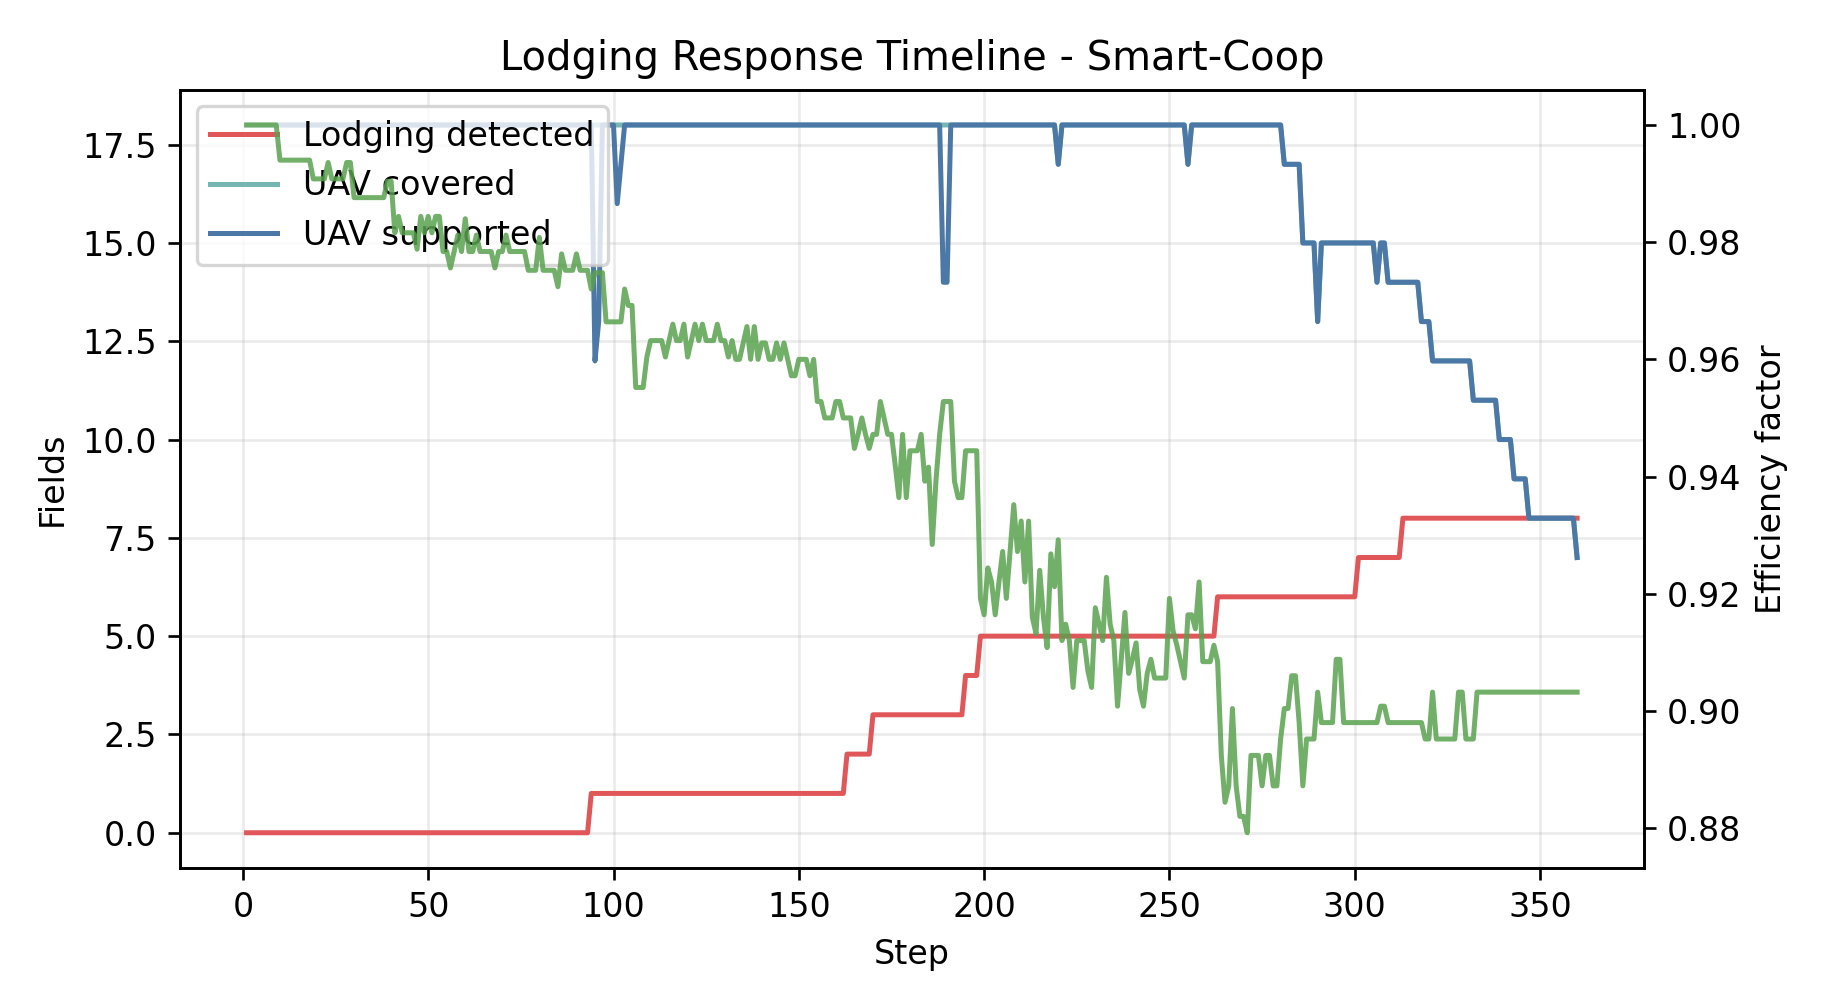 Lodging Response Timeline - Smart-Coop
Lodging detected
UAV covered
UAV supported
17.5
15.0
12.5
10.0
7.5
5.0
2.5
0.0
Fields
1.00
0.98
0.96
0.94
0.92
0.90
0.88
Efficiency factor
0 50 100 150 200 250 300 350
Step